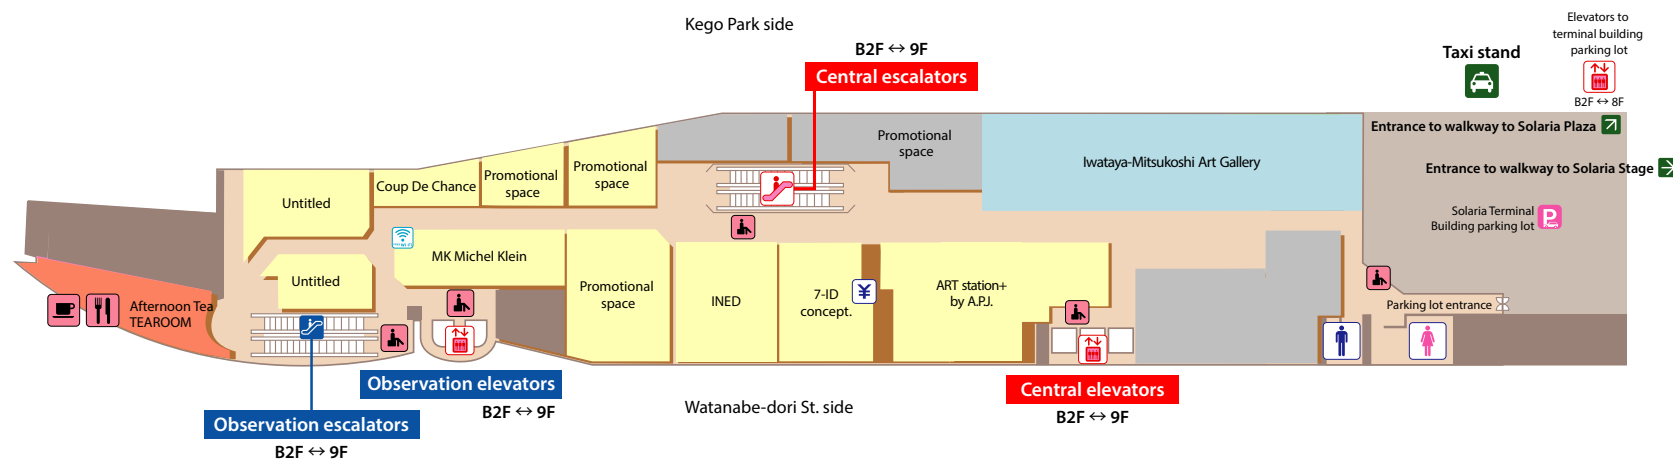 Kego Park side
B2F ↔ 9F
Central escalators
Taxi stand
Elevators to
terminal building
parking lot
B2F ↔ 8F
Entrance to walkway to Solaria Plaza
Entrance to walkway to Solaria Stage
Solaria Terminal
Building parking lot
P
Parking lot entrance
Promotional
space
Iwataya-Mitsukoshi Art Gallery
Promotional
space
Promotional
space
Coup De Chance
Untitled
Untitled
MK Michel Klein
Promotional
space
INED
7-ID
concept.
¥
ART station+
by A.P.J.
Afternoon Tea
TEAROOM
Observation elevators
B2F ↔ 9F
Observation escalators
B2F ↔ 9F
Watanabe-dori St. side
Central elevators
B2F ↔ 9F